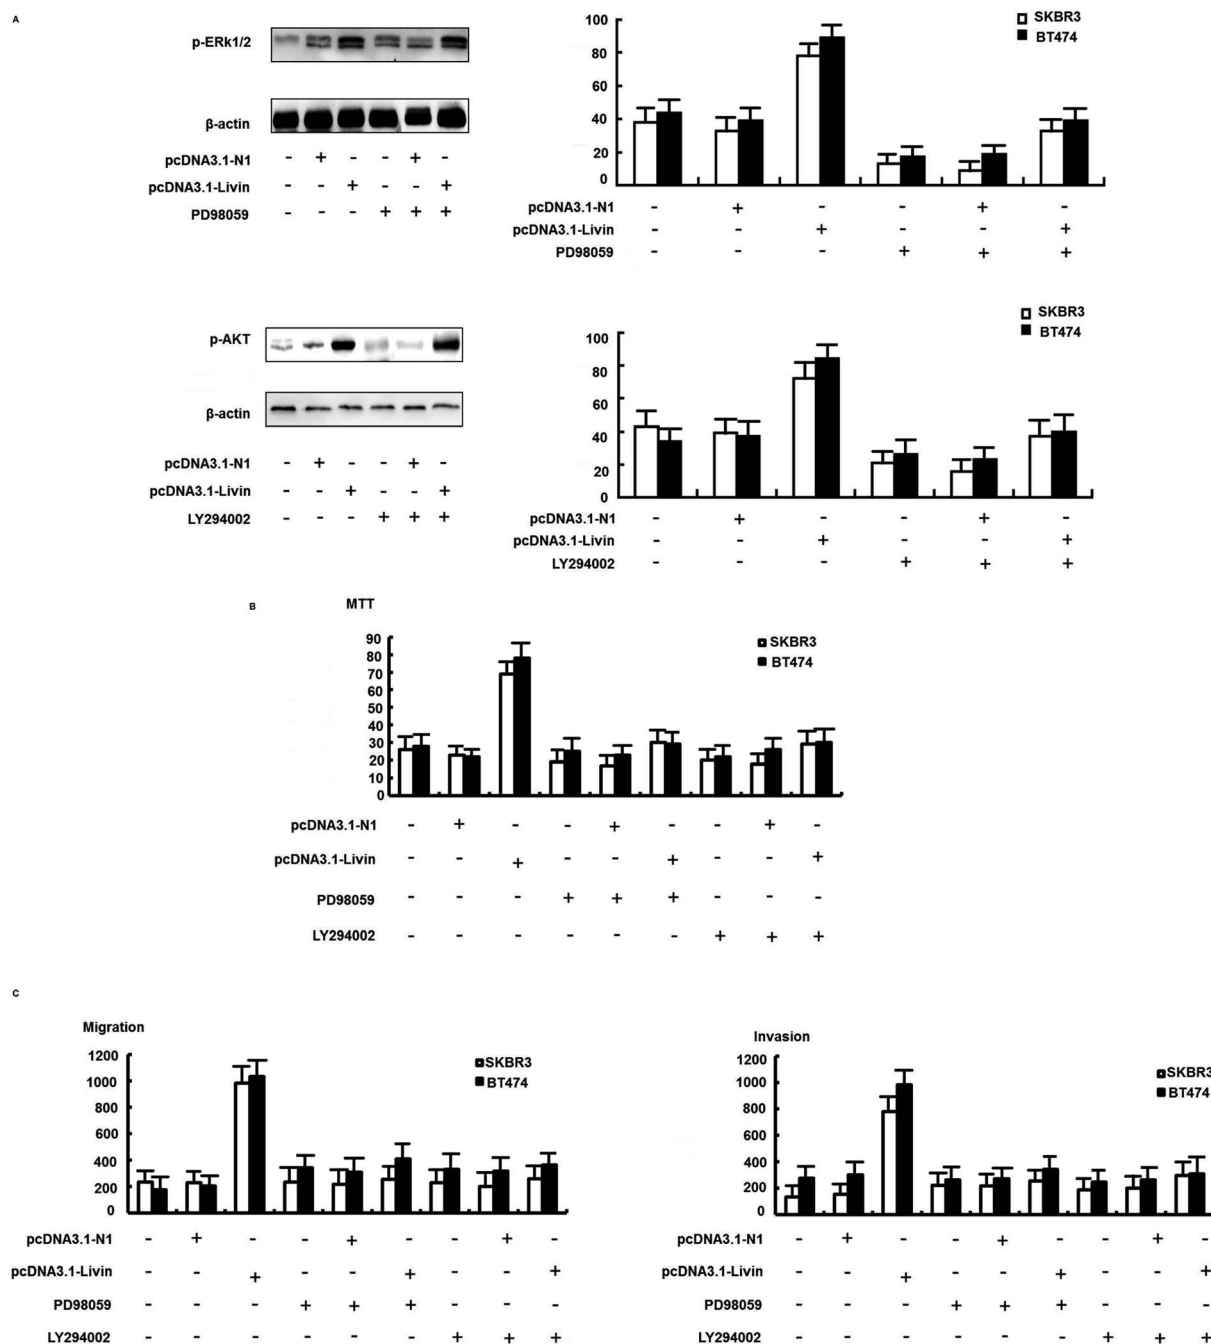 A
p-ERk1/2
β-actin
pcDNA3.1-N1 - + - - + -
pcDNA3.1-Livin - - + - - +
PD98059 - - - + + +
SKBR3
BT474
100
80
60
40
20
0
pcDNA3.1-N1 - + - - + -
pcDNA3.1-Livin - - + - - +
PD98059 - - - + + +
p-AKT
β-actin
pcDNA3.1-N1 - + - - + -
pcDNA3.1-Livin - - + - - +
LY294002 - - - + + +
SKBR3
BT474
100
80
60
40
20
0
pcDNA3.1-N1 - + - - + -
pcDNA3.1-Livin - - + - - +
LY294002 - - - + + +
B
MTT
SKBR3
BT474
90
80
70
60
50
40
30
20
10
0
pcDNA3.1-N1 - + - - + - - + -
pcDNA3.1-Livin - - + - - + - - +
PD98059 - - - + + + - - -
LY294002 - - - - - - + + +
C
Migration
SKBR3
BT474
1200
1000
800
600
400
200
0
pcDNA3.1-N1 - + - - + - - + -
pcDNA3.1-Livin - - + - - + - - +
PD98059 - - - + + + - - -
LY294002 - - - - - - + + +
Invasion
SKBR3
BT474
1200
1000
800
600
400
200
0
pcDNA3.1-N1 - + - - + - - + -
pcDNA3.1-Livin - - + - - + - - +
PD98059 - - - + + + - - -
LY294002 - - - - - - + + +